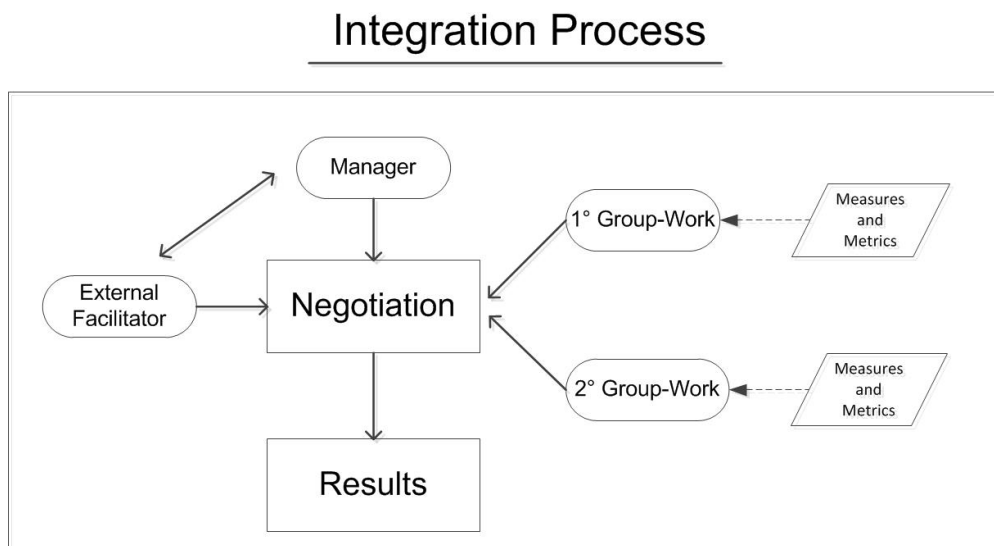 Integration Process
Manager
1° Group-Work
Measures
and
Metrics
External
Facilitator
Negotiation
2° Group-Work
Measures
and
Metrics
Results